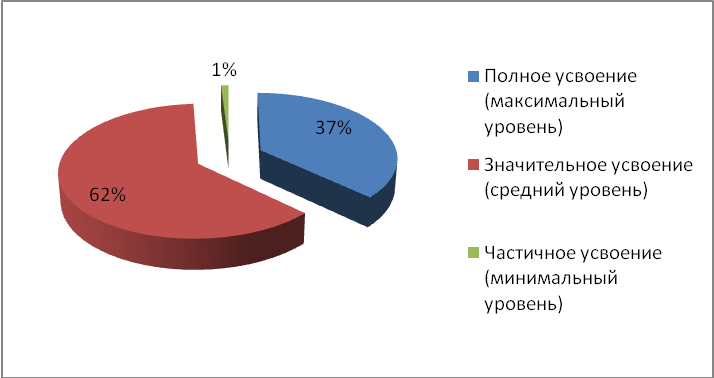 1%
37%
62%
Полное усвоение
(максимальный
уровень)
Значительное усвоение
(средний уровень)
Частичное усвоение
(минимальный
уровень)